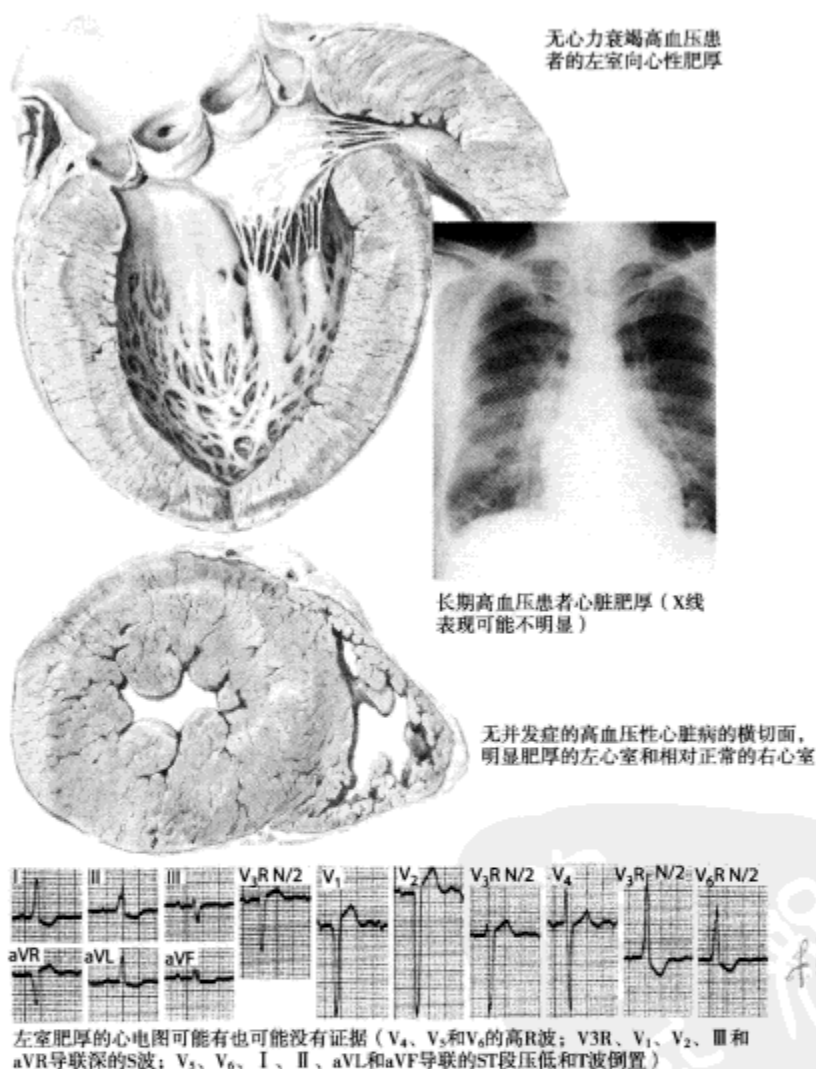 无心力衰竭高血压患
者的左室向心性肥厚
长期高血压患者心脏肥厚（X线
表现可能不明显）
无并发症的高血压性心脏病的横切面，
明显肥厚的左心室和相对正常的右心室
I II III V₃R N/2 V₁ V₂ V₃R N/2 V₄ V₃R N/2 V₆R N/2
aVR aVL aVF
左室肥厚的心电图可能有也可能没有证据（V₄、V₅和V₆的高R波；V3R、V₁、V₂、Ⅲ和
aVR导联深的S波；V₅、V₆、Ⅰ、Ⅱ、aVL和aVF导联的ST段压低和T波倒置）